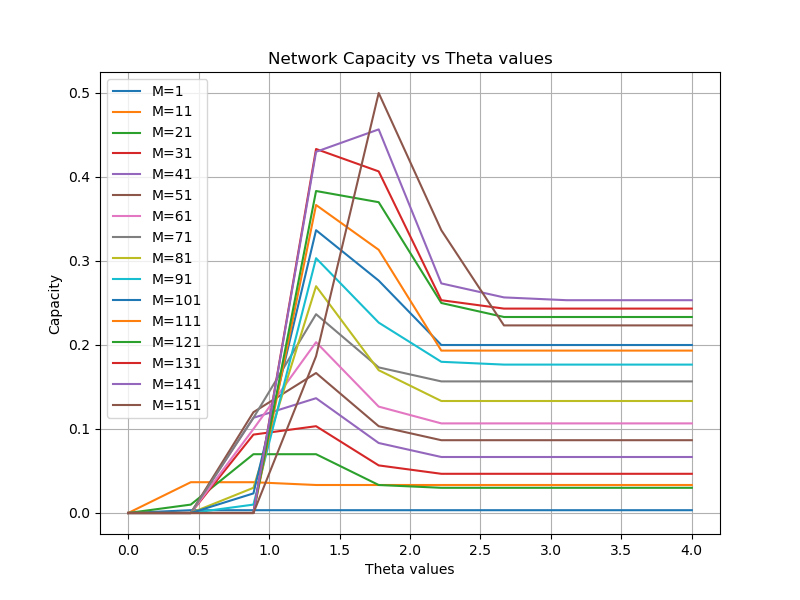 Network Capacity vs Theta values
Capacity
0.5
0.4
0.3
0.2
0.1
0.0
M=1
M=11
M=21
M=31
M=41
M=51
M=61
M=71
M=81
M=91
M=101
M=111
M=121
M=131
M=141
M=151
0.0 0.5 1.0 1.5 2.0 2.5 3.0 3.5 4.0
Theta values